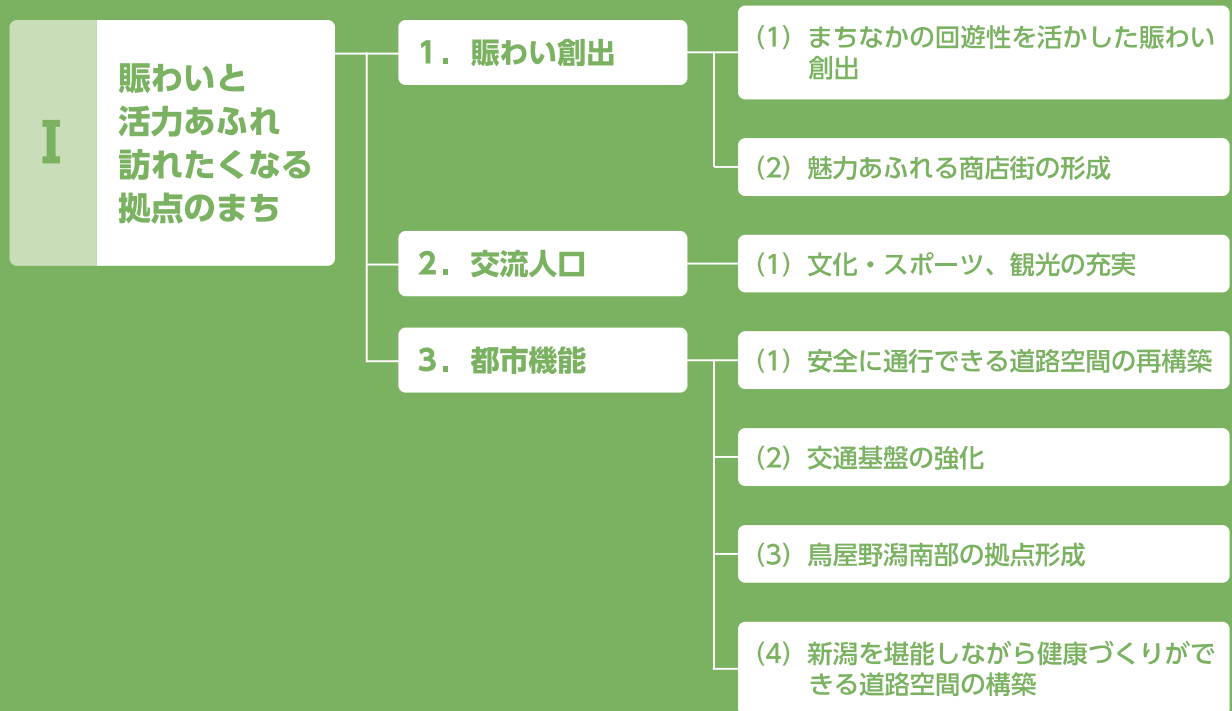 I
賑わいと
活力あふれ
訪れたくなる
拠点のまち
1. 賑わい創出
(1) まちなかの回遊性を活かした賑わい
創出
(2) 魅力あふれる商店街の形成
2. 交流人口
(1) 文化・スポーツ、観光の充実
3. 都市機能
(1) 安全に通行できる道路空間の再構築
(2) 交通基盤の強化
(3) 鳥屋野潟南部の拠点形成
(4) 新潟を堪能しながら健康づくりがで
きる道路空間の構築